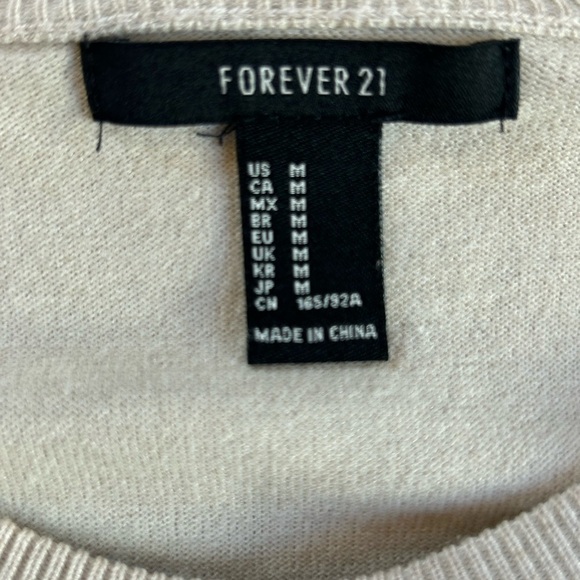 FOREVER 21
US M
CA M
MX M
BR M
EU M
UK M
KR M
JP M
CN 165/92A
MADE IN CHINA